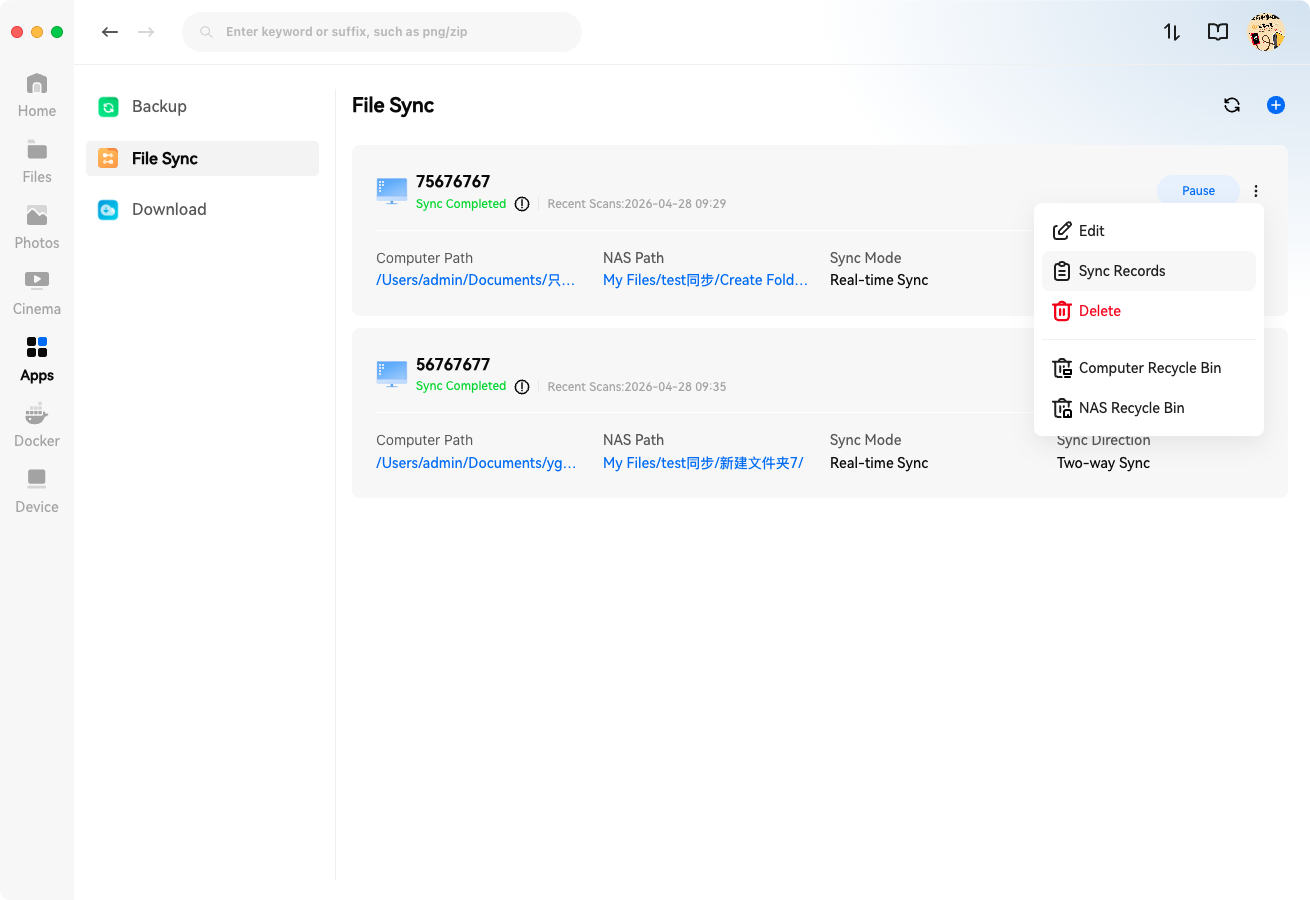 Enter keyword or suffix, such as png/zip
Home
Files
Photos
Cinema
Apps
Docker
Device
Backup
File Sync
Download
File Sync
75676767
Sync Completed
Recent Scans:2026-04-28 09:29
Pause
Computer Path
/Users/admin/Documents/只...
NAS Path
My Files/test同步/Create Fold...
Sync Mode
Real-time Sync
Edit
Sync Records
Delete
Computer Recycle Bin
NAS Recycle Bin
56767677
Sync Completed
Recent Scans:2026-04-28 09:35
Computer Path
/Users/admin/Documents/yg...
NAS Path
My Files/test同步/新建文件夹7/
Sync Mode
Real-time Sync
Sync Direction
Two-way Sync